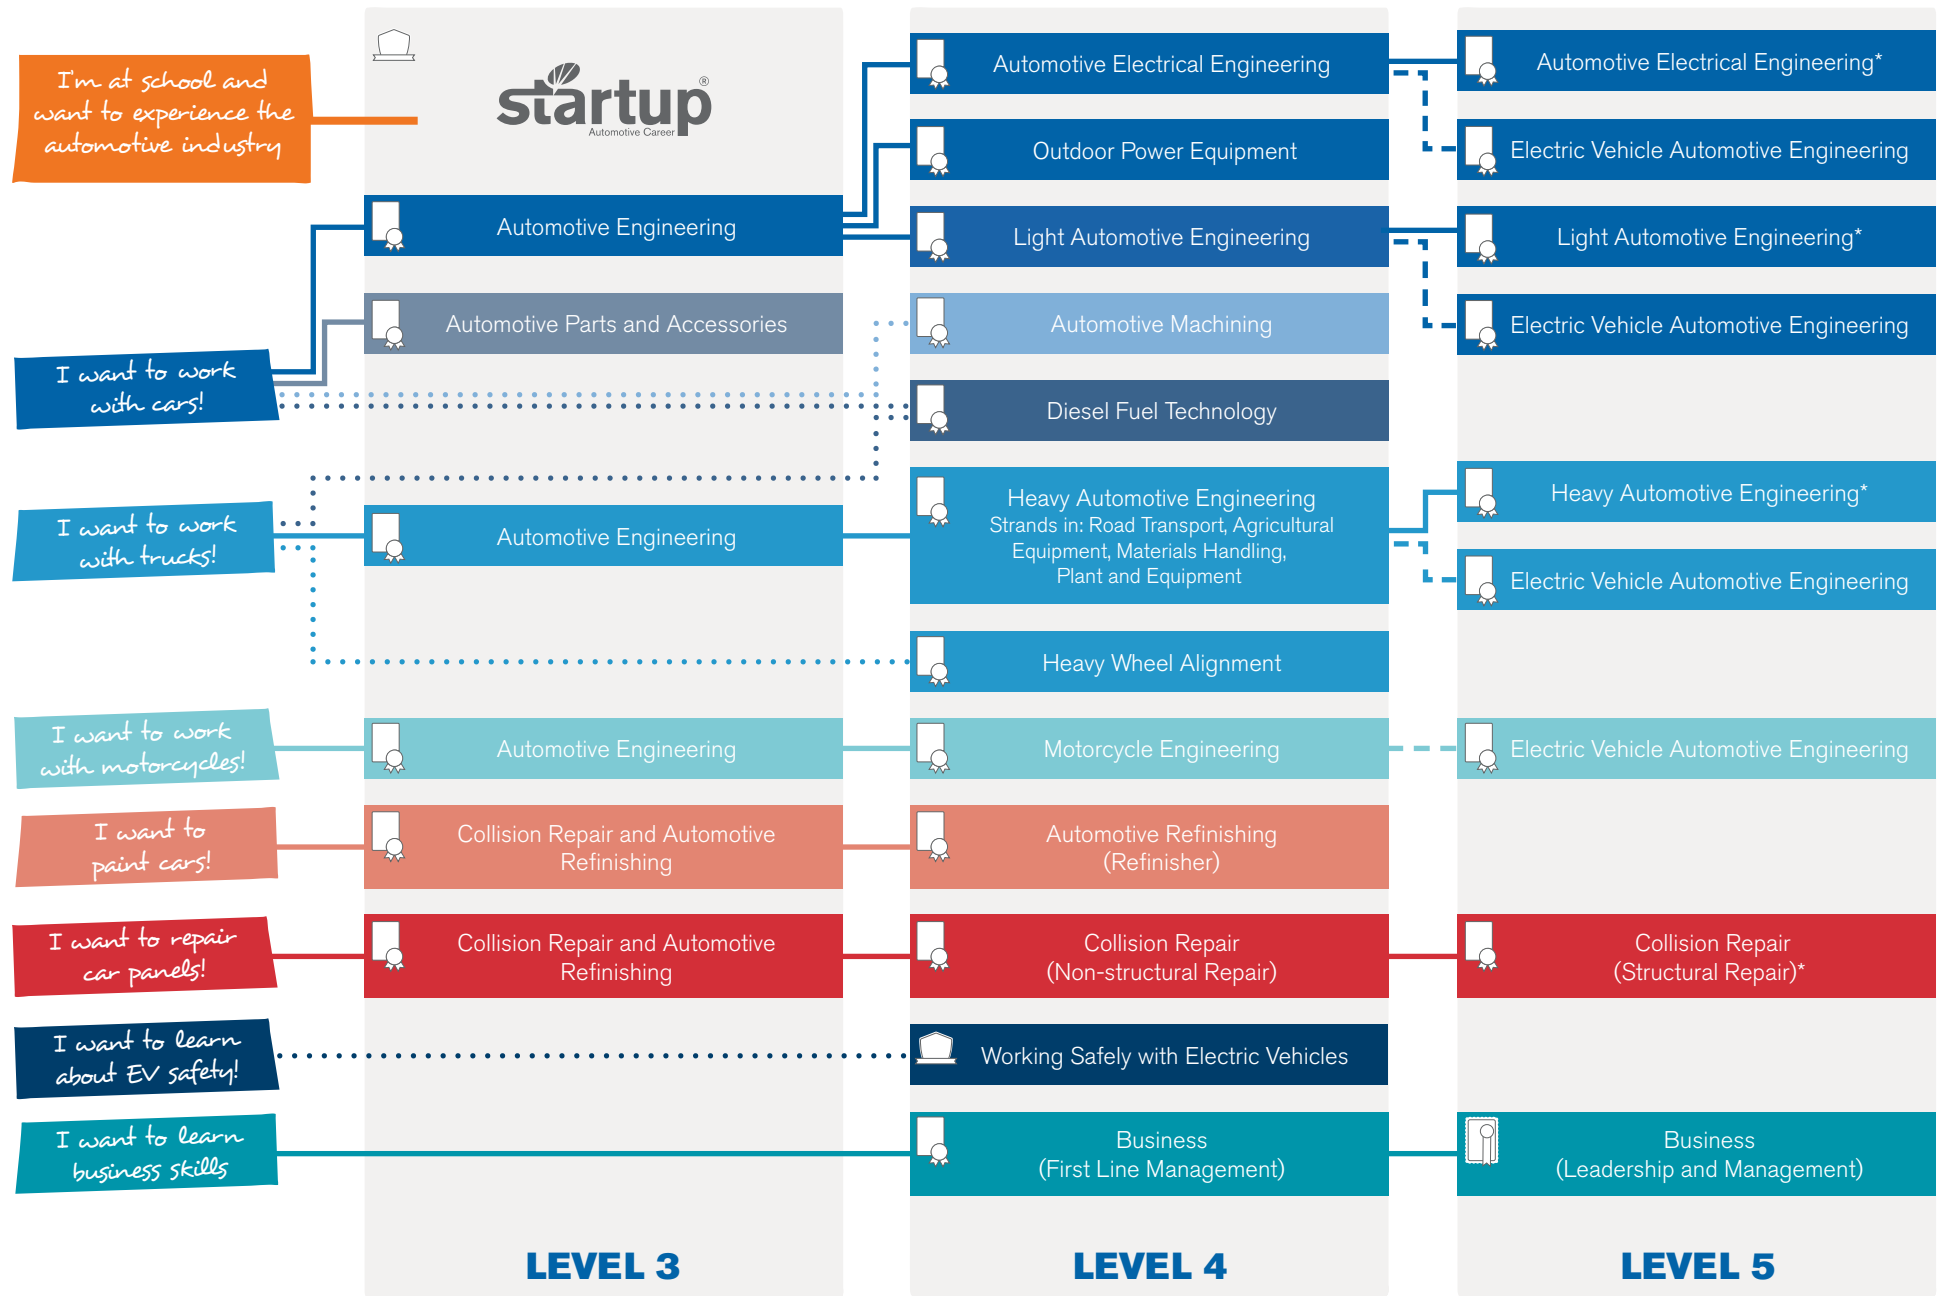 I'm at school and
want to experience the
automotive industry
startup®
Automotive Career
Automotive Electrical Engineering
Automotive Electrical Engineering*
Outdoor Power Equipment
Electric Vehicle Automotive Engineering
Automotive Engineering
Light Automotive Engineering
Light Automotive Engineering*
Automotive Parts and Accessories
Automotive Machining
Electric Vehicle Automotive Engineering
I want to work
with cars!
Diesel Fuel Technology
I want to work
with trucks!
Automotive Engineering
Heavy Automotive Engineering
Strands in: Road Transport, Agricultural
Equipment, Materials Handling,
Plant and Equipment
Heavy Automotive Engineering*
Electric Vehicle Automotive Engineering
Heavy Wheel Alignment
I want to work
with motorcycles!
Automotive Engineering
Motorcycle Engineering
Electric Vehicle Automotive Engineering
I want to
paint cars!
Collision Repair and Automotive
Refinishing
Automotive Refinishing
(Refinisher)
I want to repair
car panels!
Collision Repair and Automotive
Refinishing
Collision Repair
(Non-structural Repair)
Collision Repair
(Structural Repair)*
I want to learn
about EV safety!
Working Safely with Electric Vehicles
I want to learn
business skills
Business
(First Line Management)
Business
(Leadership and Management)
LEVEL 3
LEVEL 4
LEVEL 5